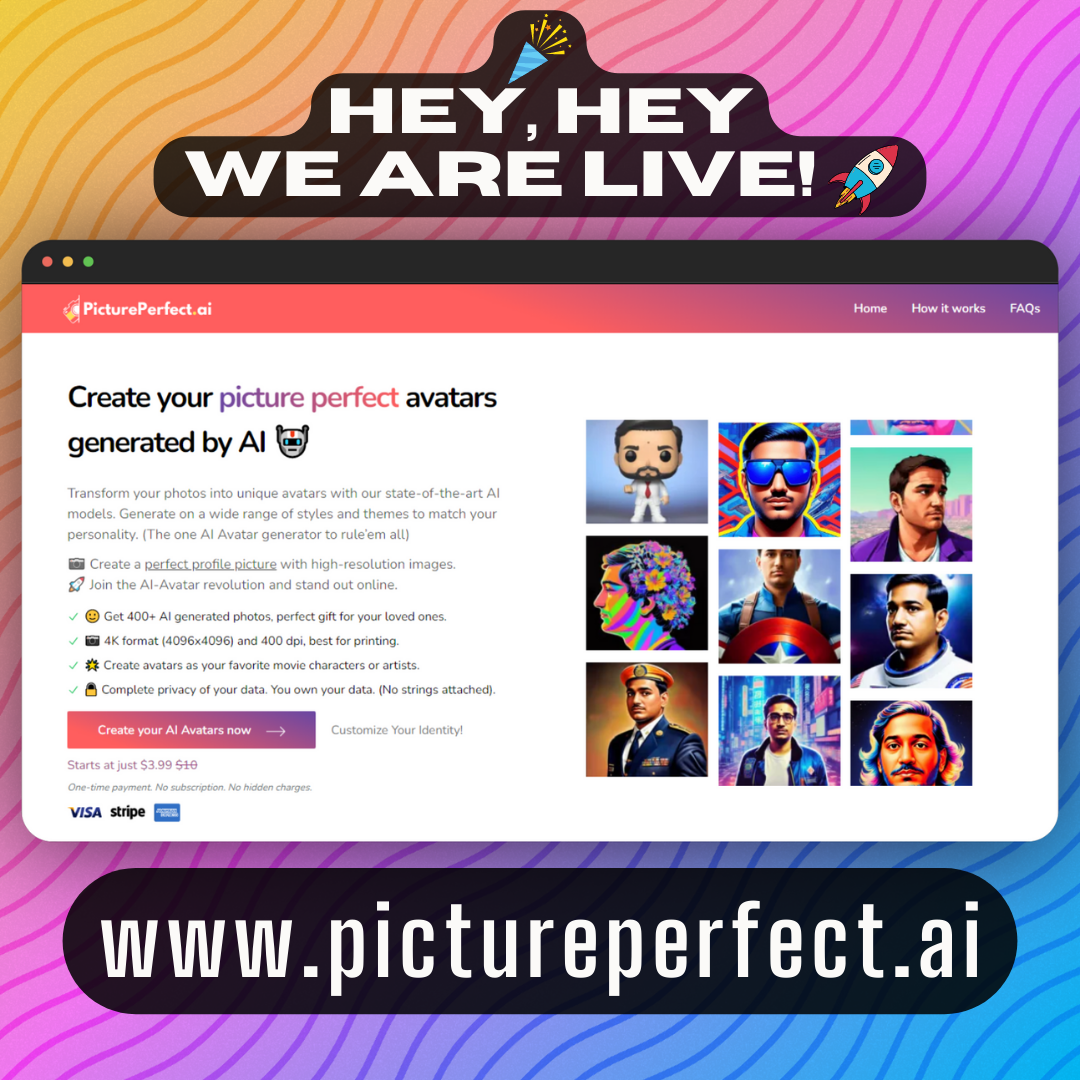 HEY, HEY
WE ARE LIVE!
PicturePerfect.ai
Home How it works FAQs
Create your picture perfect avatars
generated by AI
Transform your photos into unique avatars with our state-of-the-art AI
models. Generate on a wide range of styles and themes to match your
personality. (The one AI Avatar generator to rule'em all)
Create a perfect profile picture with high-resolution images.
Join the AI-Avatar revolution and stand out online.
Get 400+ AI generated photos, perfect gift for your loved ones.
4K format (4096x4096) and 400 dpi, best for printing.
Create avatars as your favorite movie characters or artists.
Complete privacy of your data. You own your data. (No strings attached).
Create your AI Avatars now
Customize Your Identity!
Starts at just $3.99 $10
One-time payment. No subscription. No hidden charges.
VISA stripe
www.pictureperfect.ai